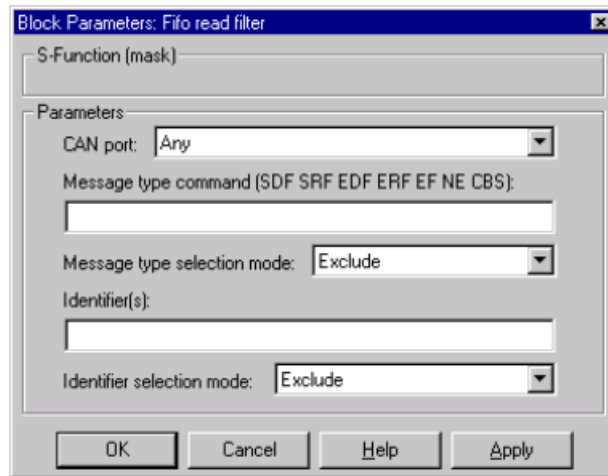 Block Parameters: Fifo read filter
S-Function (mask)
Parameters
CAN port: Any
Message type command (SDF SRF EDF ERF EF NE CBS):
Message type selection mode: Exclude
Identifier(s):
Identifier selection mode: Exclude
OK Cancel Help Apply